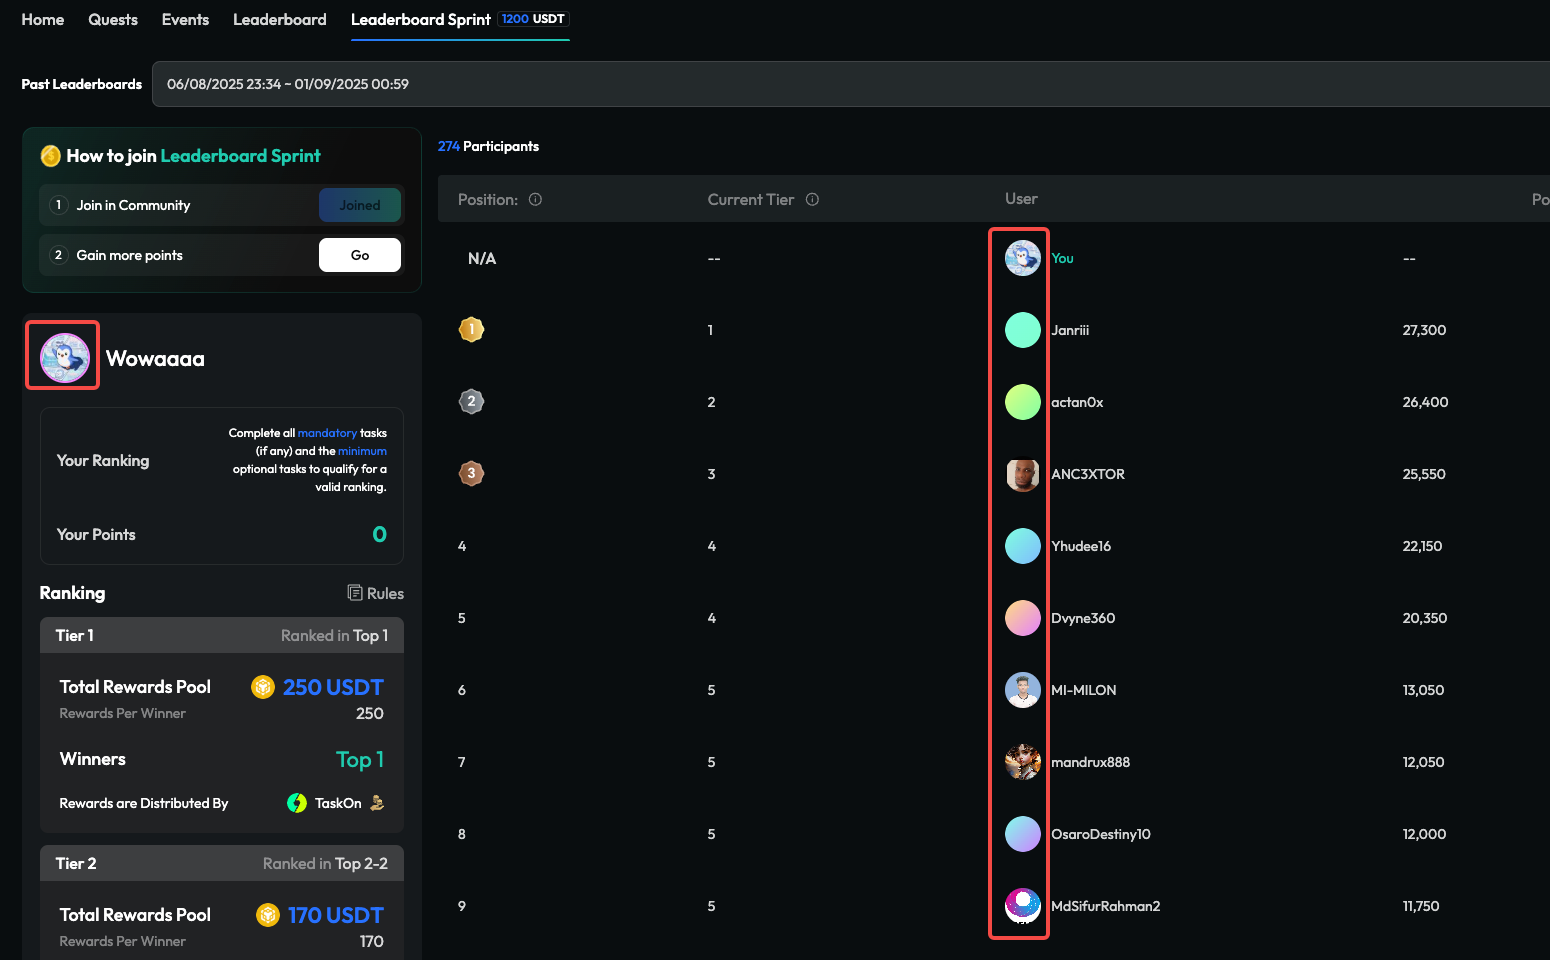 Home Quests Events Leaderboard Leaderboard Sprint 1200 USDT
Past Leaderboards 06/08/2025 23:34 ~ 01/09/2025 00:59
How to join Leaderboard Sprint
1 Join in Community Joined
2 Gain more points Go
Wowaaaa
Your Ranking
Complete all mandatory tasks
(if any) and the minimum
optional tasks to qualify for a
valid ranking.
Your Points 0
Ranking Rules
Tier 1 Ranked in Top 1
Total Rewards Pool 250 USDT
Rewards Per Winner 250
Winners Top 1
Rewards are Distributed By TaskOn
Tier 2 Ranked in Top 2-2
Total Rewards Pool 170 USDT
Rewards Per Winner 170
274 Participants
Position: Current Tier User Po
N/A -- You --
1 1 Janriii 27,300
2 2 actan0x 26,400
3 3 ANC3XTOR 25,550
4 4 Yhudee16 22,150
5 4 Dvyne360 20,350
6 5 MI-MILON 13,050
7 5 mandrux888 12,050
8 5 OsaroDestiny10 12,000
9 5 MdSifurRahman2 11,750